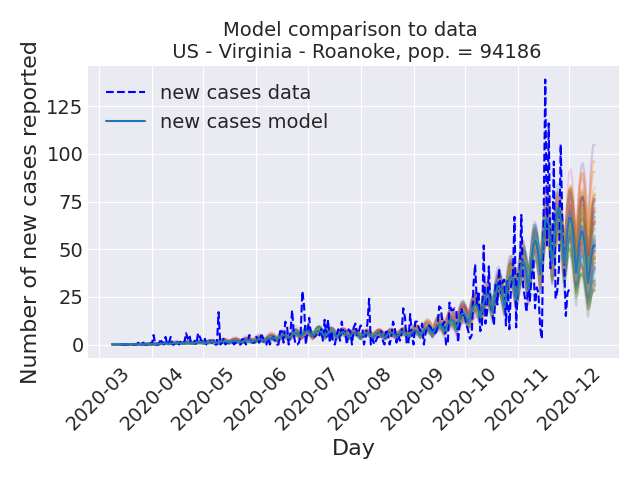 Model comparison to data
US - Virginia - Roanoke, pop. = 94186
Number of new cases reported
125
100
75
50
25
0
new cases data
new cases model
2020-03
2020-04
2020-05
2020-06
2020-07
2020-08
2020-09
2020-10
2020-11
2020-12
Day